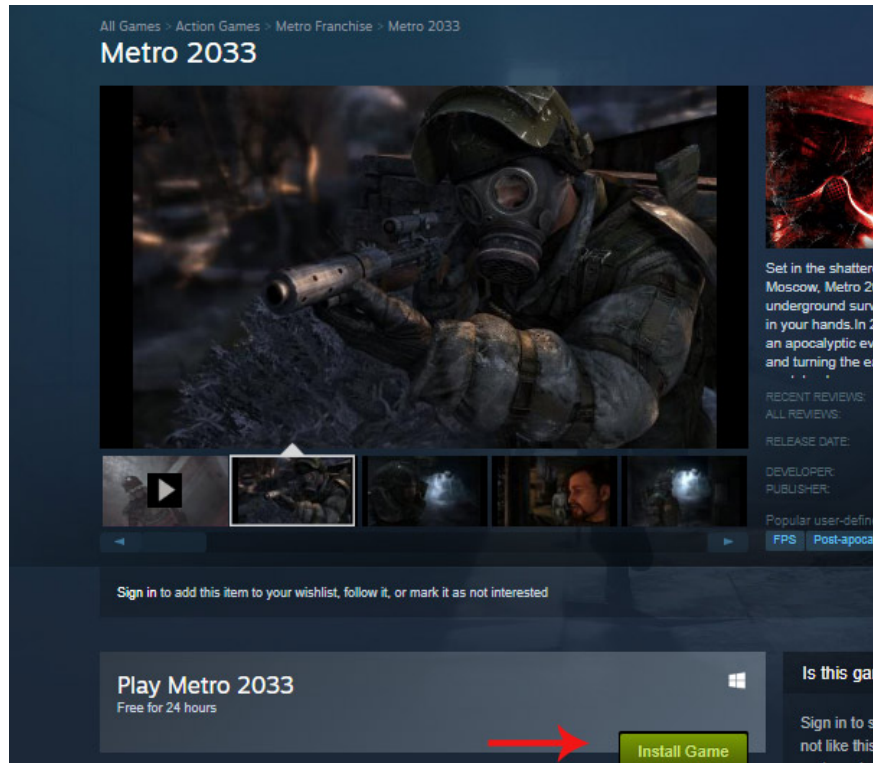 All Games > Action Games > Metro Franchise > Metro 2033
Metro 2033
Set in the shatter
Moscow, Metro 2
underground surv
in your hands.In 2
an apocalyptic ev
and turning the e
RECENT REVIEWS:
ALL REVIEWS:
RELEASE DATE:
DEVELOPER:
PUBLISHER:
Popular user-defin
FPS Post-apoca
Sign in to add this item to your wishlist, follow it, or mark it as not interested
Play Metro 2033
Free for 24 hours
Install Game
Is this ga
Sign in to s
not like this